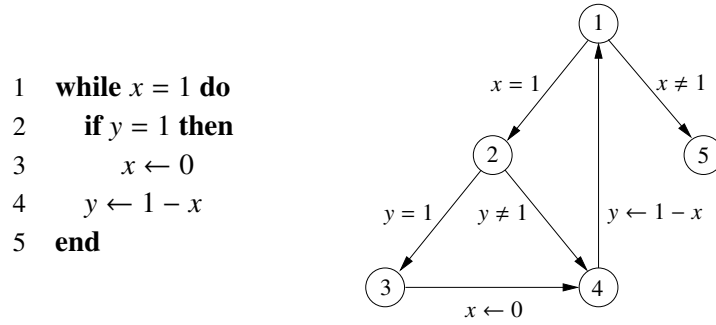 1 while x = 1 do
2 if y = 1 then
3 x ← 0
4 y ← 1 − x
5 end
1
x = 1
x ≠ 1
2
5
y = 1
y ≠ 1
y ← 1 − x
3
4
x ← 0